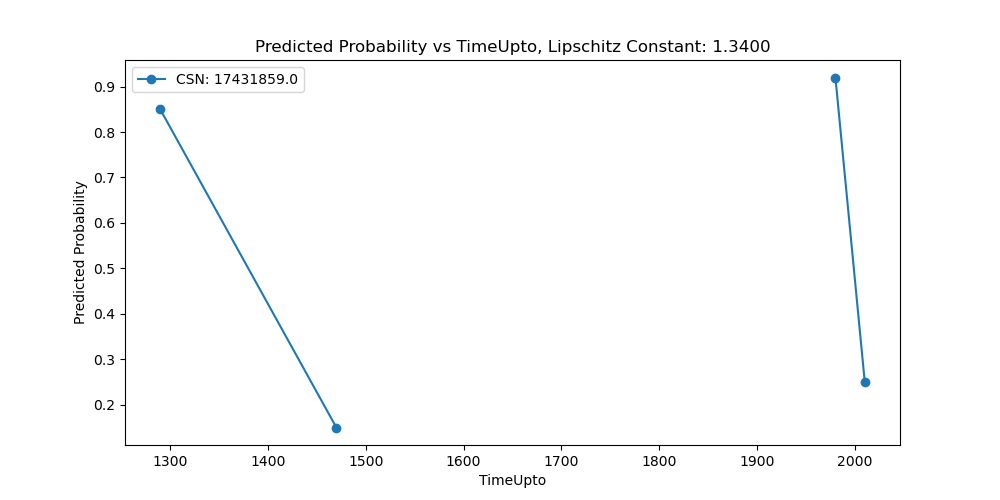 Predicted Probability vs TimeUpto, Lipschitz Constant: 1.3400
CSN: 17431859.0
Predicted Probability
0.9
0.8
0.7
0.6
0.5
0.4
0.3
0.2
1300 1400 1500 1600 1700 1800 1900 2000
TimeUpto